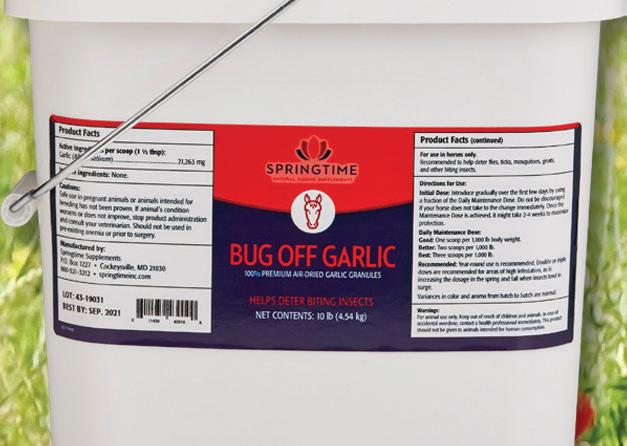 Product Facts
Active Ingre per scoop (1 ½ tbsp):
Garlic sativum) 21,263 mg
ingredients: None.
Cautions:
Safe use in pregnant animals or animals intended for
breeding has not been proven. If animal's condition
worsens or does not improve, stop product administration
and consult your veterinarian. Should not be used in
pre-existing anemia or prior to surgery.
Manufactured by:
Springtime Supplements
P.O. Box 1227 • Cockeysville, MD 21030
800-521-3212 • springtimeinc.com
LOT: 43-19031
BEST BY: SEP. 2021
SPRINGTIME
NATURAL EQUINE SUPPLEMENTS
BUG OFF GARLIC
100% PREMIUM AIR-DRIED GARLIC GRANULES
HELPS DETER BITING INSECTS
NET CONTENTS: 10 lb (4.54 kg)
Product Facts (continued)
For use in horses only.
Recommended to help deter flies, ticks, mosquitoes, gnats,
and other biting insects.
Directions for Use:
Initial Dose: Introduce gradually over the first few days by using
a fraction of the Daily Maintenance Dose. Do not be discouraged
if your horse does not take to the change immediately. Once the
Maintenance Dose is achieved, it might take 2-4 weeks to maximize
protection.
Daily Maintenance Dose:
Good: One scoop per 1,000 lb body weight.
Better: Two scoops per 1,000 lb.
Best: Three scoops per 1,000 lb.
Recommended: Year-round use is recommended. Double or triple
doses are recommended for areas of high infestation, as is
increasing the dosage in the spring and fall when insects tend to
surge.
Variances in color and aroma from batch to batch are normal.
Warnings:
For animal use only. Keep out of reach of children and animals. In case of
accidental overdose, contact a health professional immediately. This product
should not be given to animals intended for human consumption.